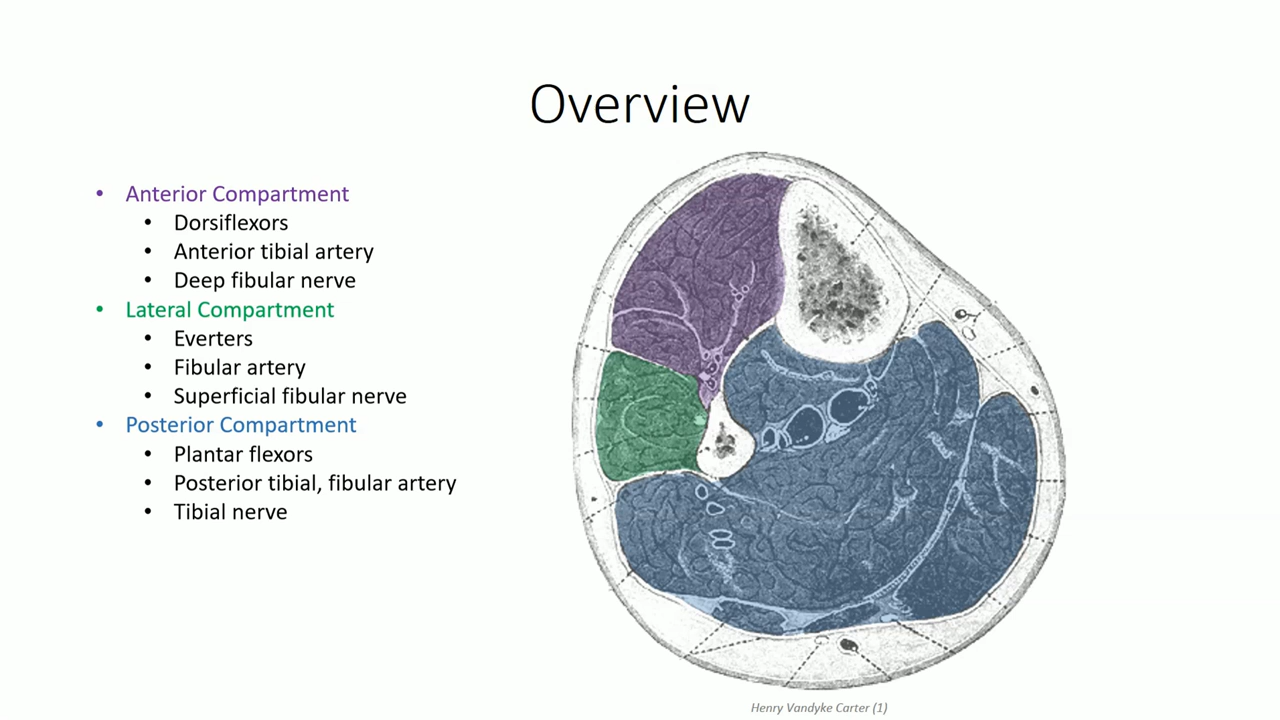 Overview
• Anterior Compartment
• Dorsiflexors
• Anterior tibial artery
• Deep fibular nerve
• Lateral Compartment
• Everters
• Fibular artery
• Superficial fibular nerve
• Posterior Compartment
• Plantar flexors
• Posterior tibial, fibular artery
• Tibial nerve
Henry Vandyke Carter (1)